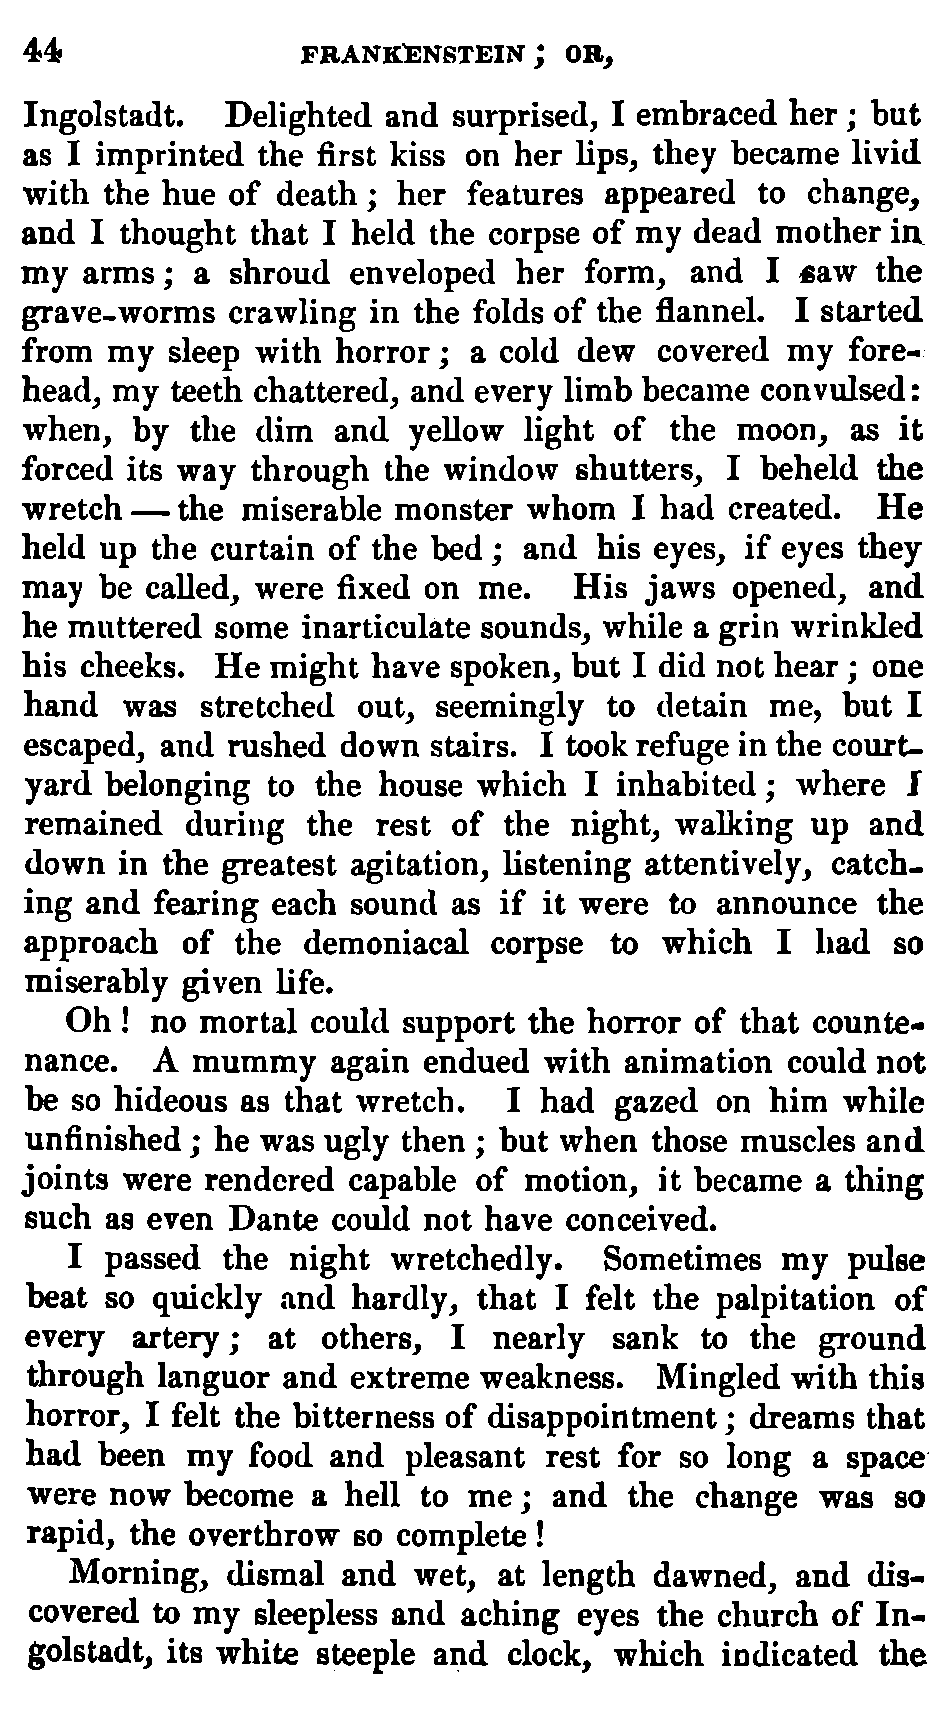 44 FRANKENSTEIN ; OR,
Ingolstadt. Delighted and surprised, I embraced her ; but
as I imprinted the first kiss on her lips, they became livid
with the hue of death ; her features appeared to change,
and I thought that I held the corpse of my dead mother in
my arms ; a shroud enveloped her form, and I saw the
grave-worms crawling in the folds of the flannel. I started
from my sleep with horror ; a cold dew covered my fore-
head, my teeth chattered, and every limb became convulsed:
when, by the dim and yellow light of the moon, as it
forced its way through the window shutters, I beheld the
wretch — the miserable monster whom I had created. He
held up the curtain of the bed ; and his eyes, if eyes they
may be called, were fixed on me. His jaws opened, and
he muttered some inarticulate sounds, while a grin wrinkled
his cheeks. He might have spoken, but I did not hear ; one
hand was stretched out, seemingly to detain me, but I
escaped, and rushed down stairs. I took refuge in the court-
yard belonging to the house which I inhabited ; where I
remained during the rest of the night, walking up and
down in the greatest agitation, listening attentively, catch-
ing and fearing each sound as if it were to announce the
approach of the demoniacal corpse to which I had so
miserably given life.
Oh ! no mortal could support the horror of that counte-
nance. A mummy again endued with animation could not
be so hideous as that wretch. I had gazed on him while
unfinished ; he was ugly then ; but when those muscles and
joints were rendered capable of motion, it became a thing
such as even Dante could not have conceived.
I passed the night wretchedly. Sometimes my pulse
beat so quickly and hardly, that I felt the palpitation of
every artery ; at others, I nearly sank to the ground
through languor and extreme weakness. Mingled with this
horror, I felt the bitterness of disappointment ; dreams that
had been my food and pleasant rest for so long a space
were now become a hell to me ; and the change was so
rapid, the overthrow so complete !
Morning, dismal and wet, at length dawned, and dis-
covered to my sleepless and aching eyes the church of In-
golstadt, its white steeple and clock, which indicated the